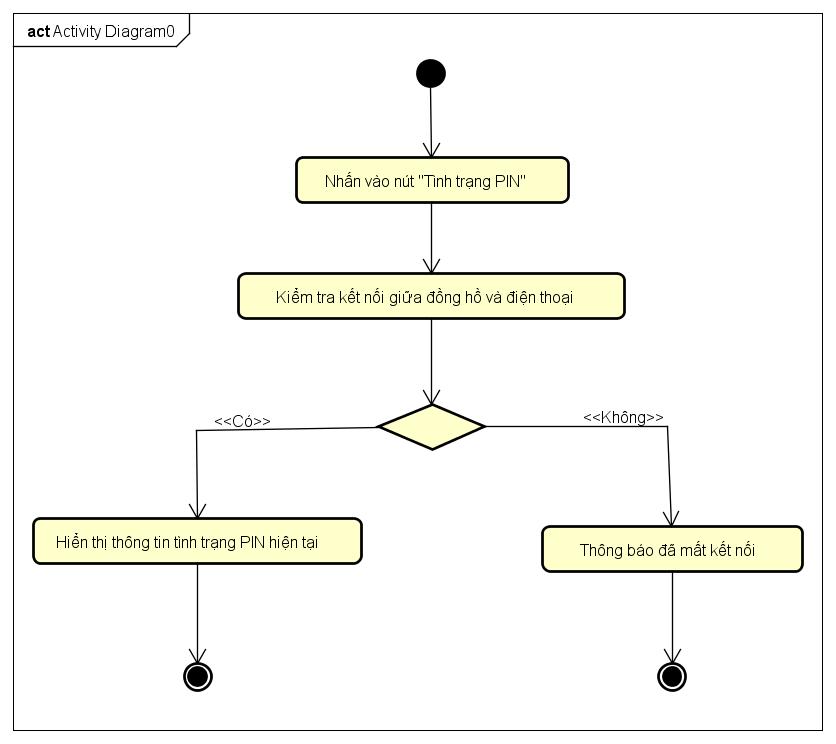 act Activity Diagram0
Nhấn vào nút "Tình trạng PIN"
Kiểm tra kết nối giữa đồng hồ và điện thoại
<<Có>>
<<Không>>
Hiển thị thông tin tình trạng PIN hiện tại
Thông báo đã mất kết nối